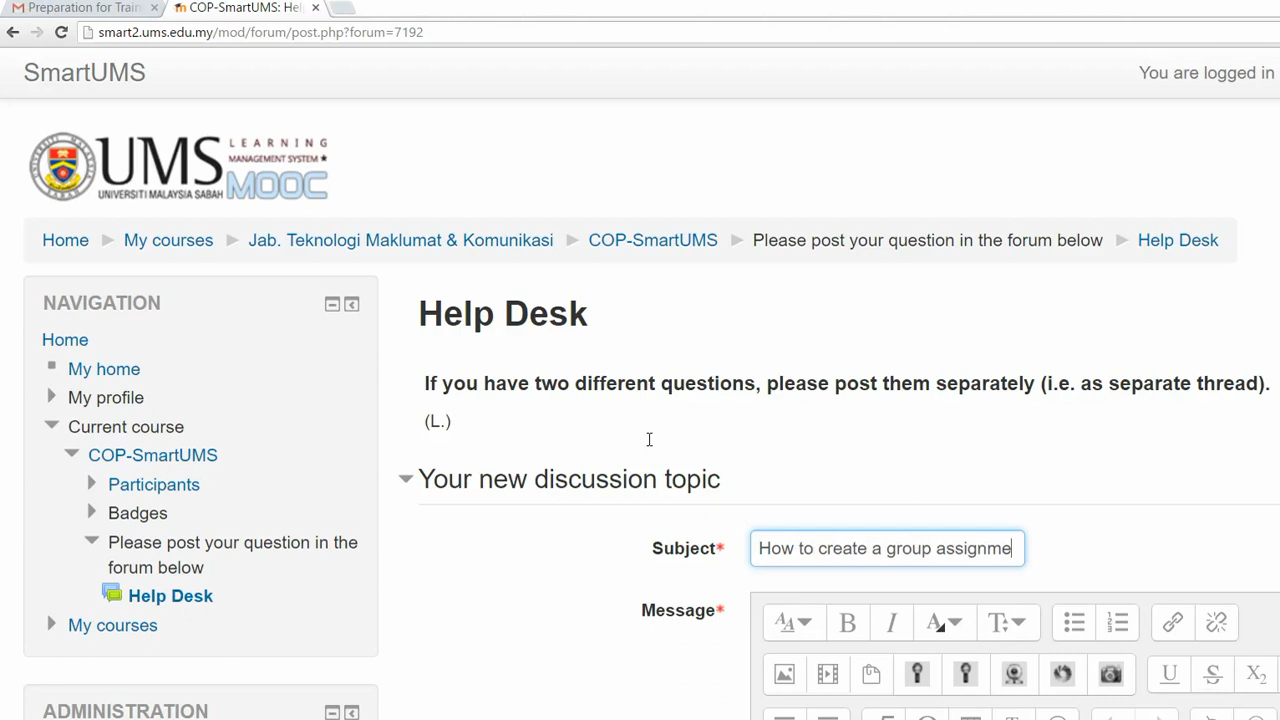 Preparation for Train
COP-SmartUMS: Hel
smart2.ums.edu.my/mod/forum/post.php?forum=7192
SmartUMS
You are logged in
UMS
UNIVERSITI MALAYSIA SABAH
LEARNING
MANAGEMENT SYSTEM
MOOC
Home My courses Jab. Teknologi Maklumat & Komunikasi COP-SmartUMS Please post your question in the forum below Help Desk
NAVIGATION
Home
My home
My profile
Current course
COP-SmartUMS
Participants
Badges
Please post your question in the
forum below
Help Desk
My courses
ADMINISTRATION
Help Desk
If you have two different questions, please post them separately (i.e. as separate thread).
(L.)
Your new discussion topic
Subject* How to create a group assignme
Message*